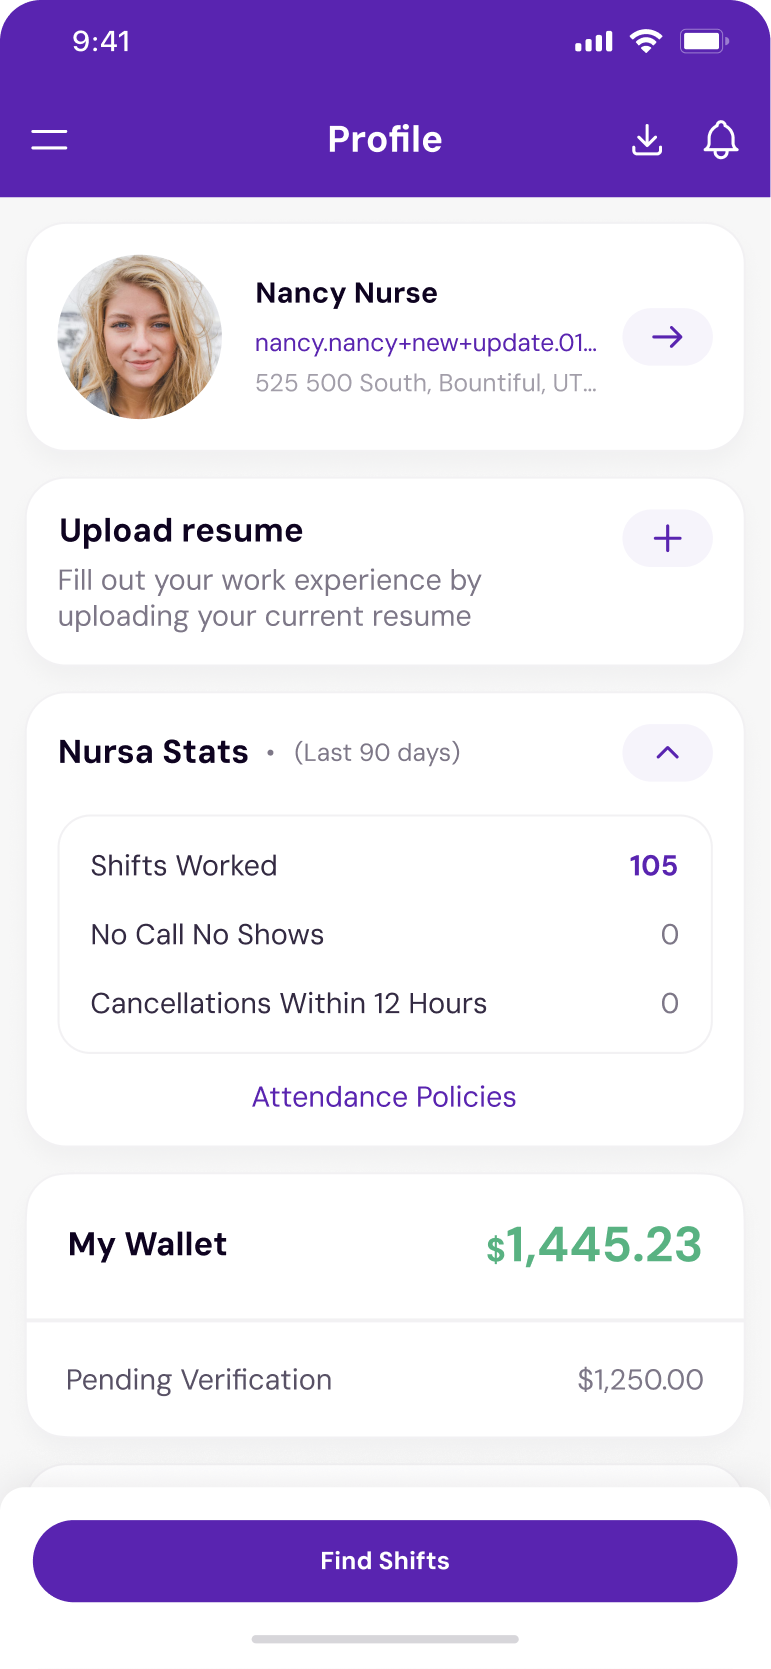 9:41
Profile
Nancy Nurse
nancy.nancy+new+update.01...
525 500 South, Bountiful, UT...
Upload resume
Fill out your work experience by
uploading your current resume
Nursa Stats • (Last 90 days)
Shifts Worked 105
No Call No Shows 0
Cancellations Within 12 Hours 0
Attendance Policies
My Wallet $1,445.23
Pending Verification $1,250.00
Find Shifts